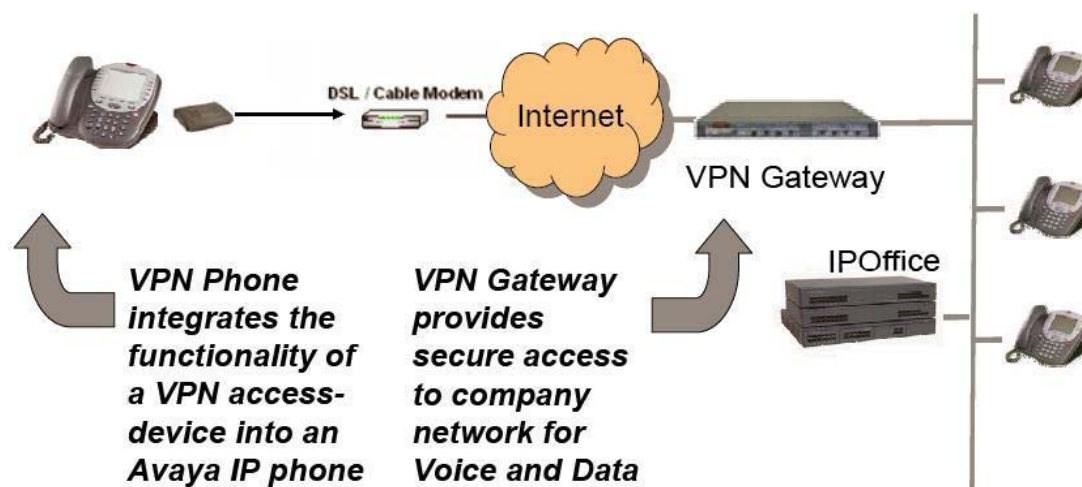 DSL / Cable Modem
Internet
VPN Gateway
IPOffice
VPN Phone
integrates the
functionality of
a VPN access-
device into an
Avaya IP phone
VPN Gateway
provides
secure access
to company
network for
Voice and Data